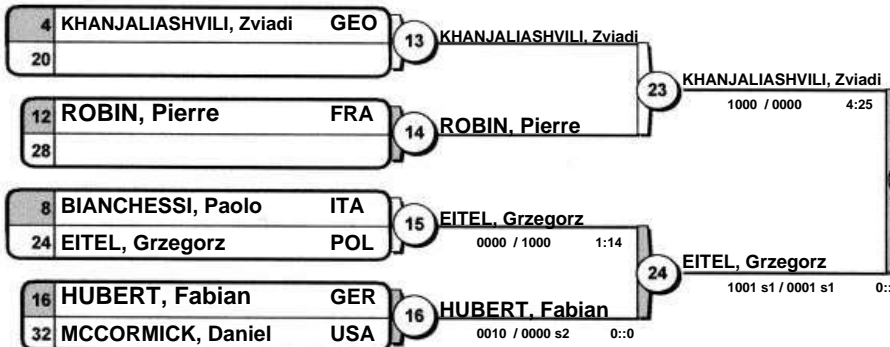 4 KHANJALIASHVILI, Zviadi GEO
20
13 KHANJALIASHVILI, Zviadi
12 ROBIN, Pierre FRA
28
14 ROBIN, Pierre
23 KHANJALIASHVILI, Zviadi
1000 / 0000 4:25
8 BIANCHESSI, Paolo ITA
24 EITEL, Grzegorz POL
15 EITEL, Grzegorz
0000 / 1000 1:14
16 HUBERT, Fabian GER
32 MCCORMICK, Daniel USA
16 HUBERT, Fabian
0010 / 0000 s2 0::0
24 EITEL, Grzegorz
1001 s1 / 0001 s1 0::